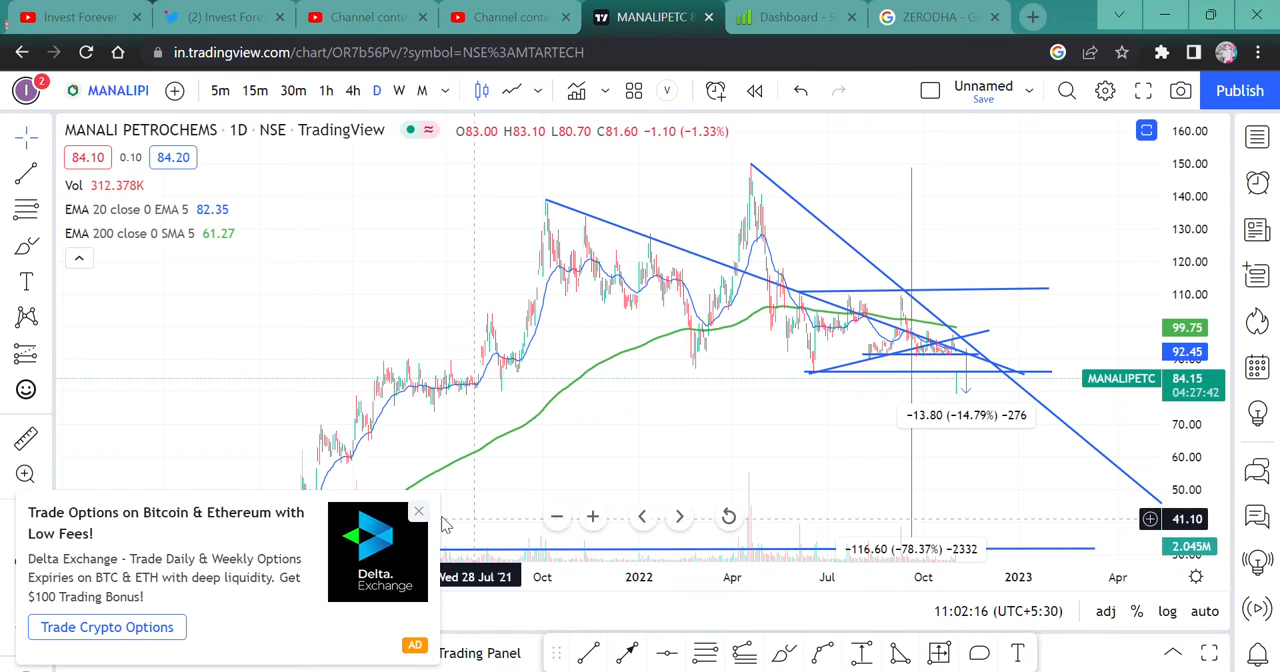 Invest Forever
(2) Invest Fore
Channel conte
Channel conte
MANALIPETC 8
Dashboard - S
ZERODHA - G
in.tradingview.com/chart/OR7b56Pv/?symbol=NSE%3AMTARTECH
I 2 MANALIPI 5m 15m 30m 1h 4h D W M V Unnamed Save Publish
MANALI PETROCHEMS · 1D · NSE · TradingView O83.00 H83.10 L80.70 C81.60 −1.10 (−1.33%)
84.10 0.10 84.20
Vol 312.378K
EMA 20 close 0 EMA 5 82.35
EMA 200 close 0 SMA 5 61.27
160.00
150.00
140.00
130.00
120.00
110.00
99.75
92.45
MANALIPETC 84.15
04:27:42
70.00
60.00
50.00
41.10
2.045M
−13.80 (−14.79%) −276
−116.60 (−78.37%) −2332
Wed 28 Jul '21 Oct 2022 Apr Jul Oct 2023 Apr
11:02:16 (UTC+5:30) adj % log auto
Trading Panel
Trade Options on Bitcoin & Ethereum with
Low Fees!
Delta Exchange - Trade Daily & Weekly Options
Expiries on BTC & ETH with deep liquidity. Get
$100 Trading Bonus!
Trade Crypto Options
Delta.
Exchange
AD